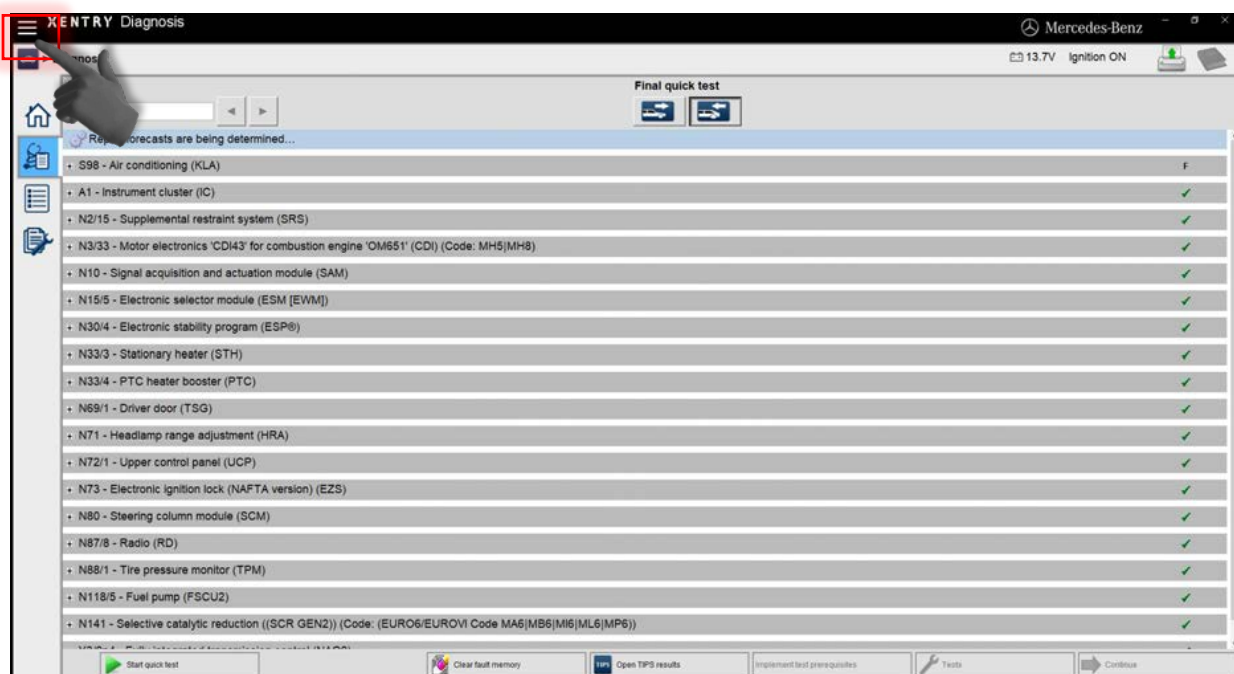 XENTRY Diagnosis
Mercedes-Benz
13.7V Ignition ON
Final quick test
forecasts are being determined...
+ S98 - Air conditioning (KLA) F
+ A1 - Instrument cluster (IC) ✓
+ N2/15 - Supplemental restraint system (SRS) ✓
+ N3/33 - Motor electronics 'CDI43' for combustion engine 'OM651' (CDI) (Code: MH5|MH8) ✓
+ N10 - Signal acquisition and actuation module (SAM) ✓
+ N15/5 - Electronic selector module (ESM [EWM]) ✓
+ N30/4 - Electronic stability program (ESP®) ✓
+ N33/3 - Stationary heater (STH) ✓
+ N33/4 - PTC heater booster (PTC) ✓
+ N69/1 - Driver door (TSG) ✓
+ N71 - Headlamp range adjustment (HRA) ✓
+ N72/1 - Upper control panel (UCP) ✓
+ N73 - Electronic ignition lock (NAFTA version) (EZS) ✓
+ N80 - Steering column module (SCM) ✓
+ N87/8 - Radio (RD) ✓
+ N88/1 - Tire pressure monitor (TPM) ✓
+ N118/5 - Fuel pump (FSCU2) ✓
+ N141 - Selective catalytic reduction ((SCR GEN2)) (Code: (EURO6/EUROVI Code MA6|MB6|MI6|ML6|MP6)) ✓
Start quick test
Clear fault memory
TIPS Open TIPS results
Implement test prerequisites
Tests
Continue